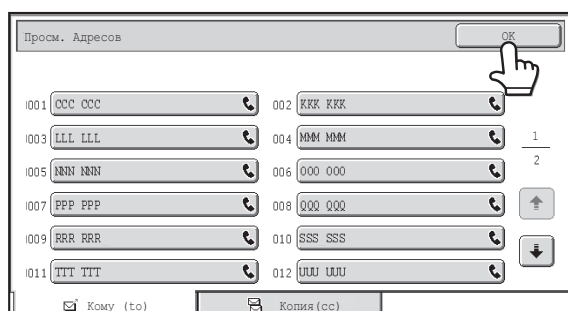 Просм. Адресов
OK
001 CCC CCC
002 KKK KKK
003 LLL LLL
004 MMM MMM
1
005 NNN NNN
006 OOO OOO
2
007 PPP PPP
008 QQQ QQQ
009 RRR RRR
010 SSS SSS
011 TTT TTT
012 UUU UUU
Кому (to)
Копия(cc)